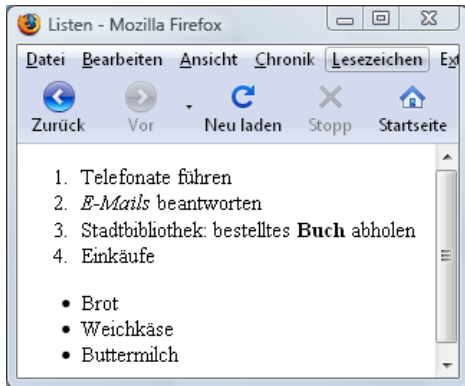 Listen - Mozilla Firefox
Datei Bearbeiten Ansicht Chronik Lesezeichen Ext
Zurück Vor Neu laden Stopp Startseite
1. Telefonate führen
2. E-Mails beantworten
3. Stadtbibliothek: bestelltes Buch abholen
4. Einkäufe
• Brot
• Weichkäse
• Buttermilch